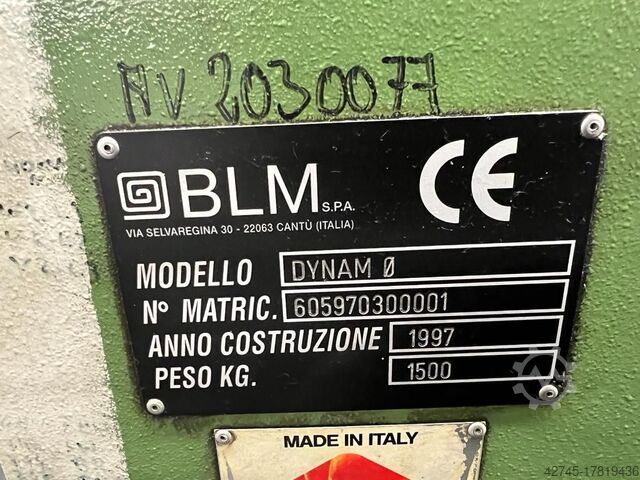 NV 2030077
BLM S.P.A.
CE
VIA SELVAREGINA 30 - 22063 CANTÙ (ITALIA)
MODELLO DYNAM Ø
N° MATRIC. 605970300001
ANNO COSTRUZIONE 1997
PESO KG. 1500
MADE IN ITALY
42745-17819436